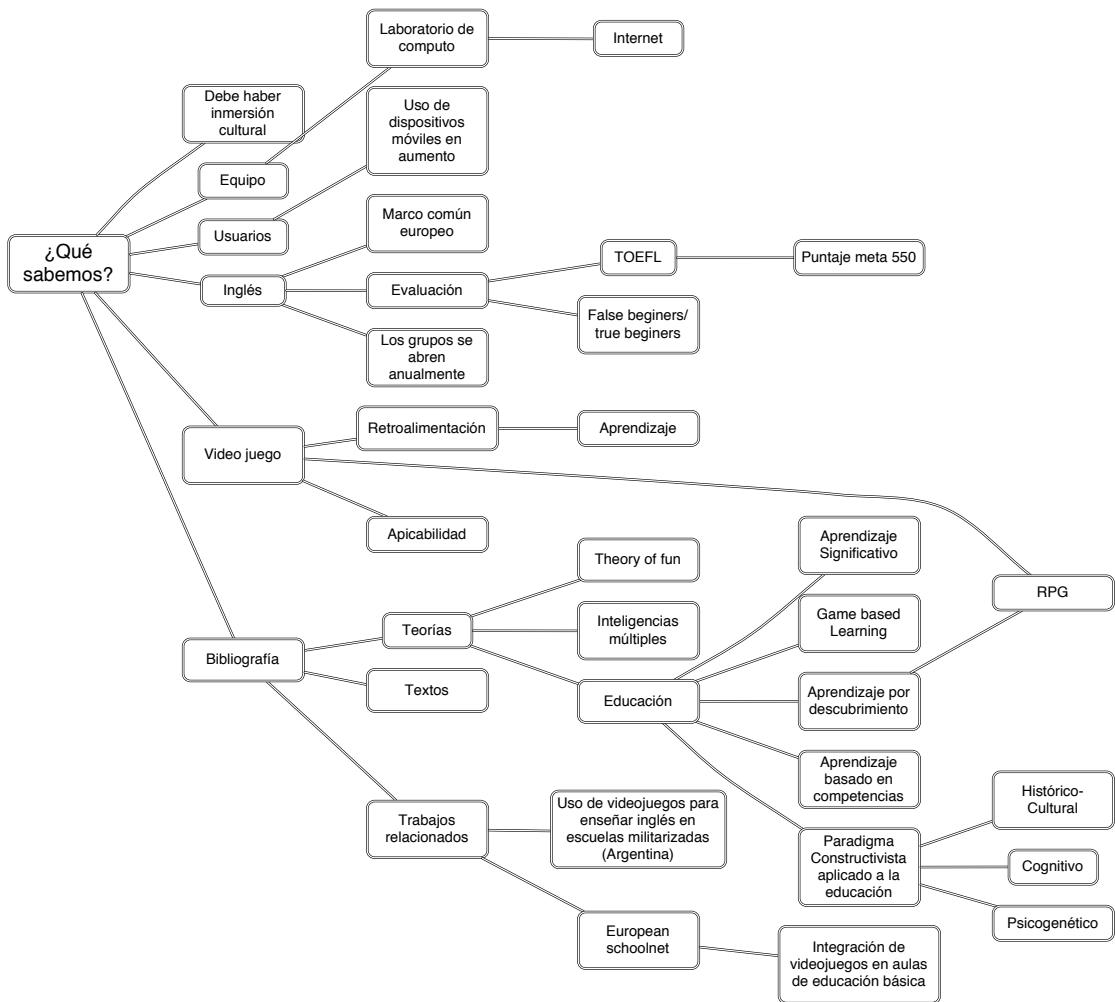 Laboratorio de
computo
Internet
Debe haber
inmersión
cultural
Uso de
dispositivos
móviles en
aumento
Equipo
Usuarios
¿Qué
sabemos?
Marco común
europeo
Inglés
Evaluación
TOEFL
Puntaje meta 550
False beginers/
true beginers
Los grupos se
abren
anualmente
Video juego
Retroalimentación
Aprendizaje
Apicabilidad
Bibliografía
Teorías
Theory of fun
Inteligencias
múltiples
Textos
Educación
Aprendizaje
Significativo
Game based
Learning
Aprendizaje por
descubrimiento
RPG
Aprendizaje
basado en
competencias
Paradigma
Constructivista
aplicado a la
educación
Histórico-
Cultural
Cognitivo
Psicogenético
Trabajos
relacionados
Uso de videojuegos para
enseñar inglés en
escuelas militarizadas
(Argentina)
European
schoolnet
Integración de
videojuegos en aulas
de educación básica